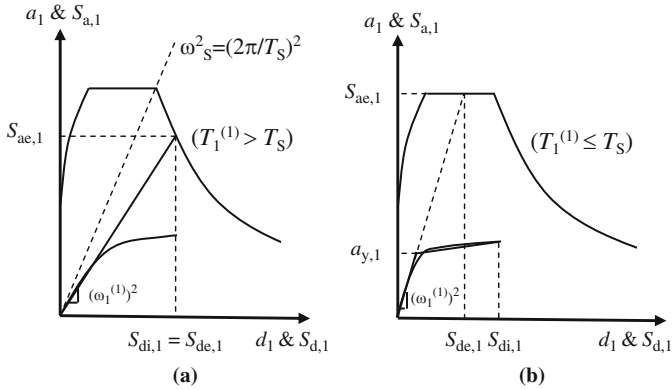 a₁ & Sₐ,₁
ω²S=(2π/TS)²
Sae,1
(T₁⁽¹⁾ > TS)
(ω₁⁽¹⁾)²
Sdi,1 = Sde,1
d₁ & Sd,1
(a)
a₁ & Sₐ,₁
Sae,1
(T₁⁽¹⁾ ≤ TS)
ay,1
(ω₁⁽¹⁾)²
Sde,1 Sdi,1
d₁ & Sd,1
(b)